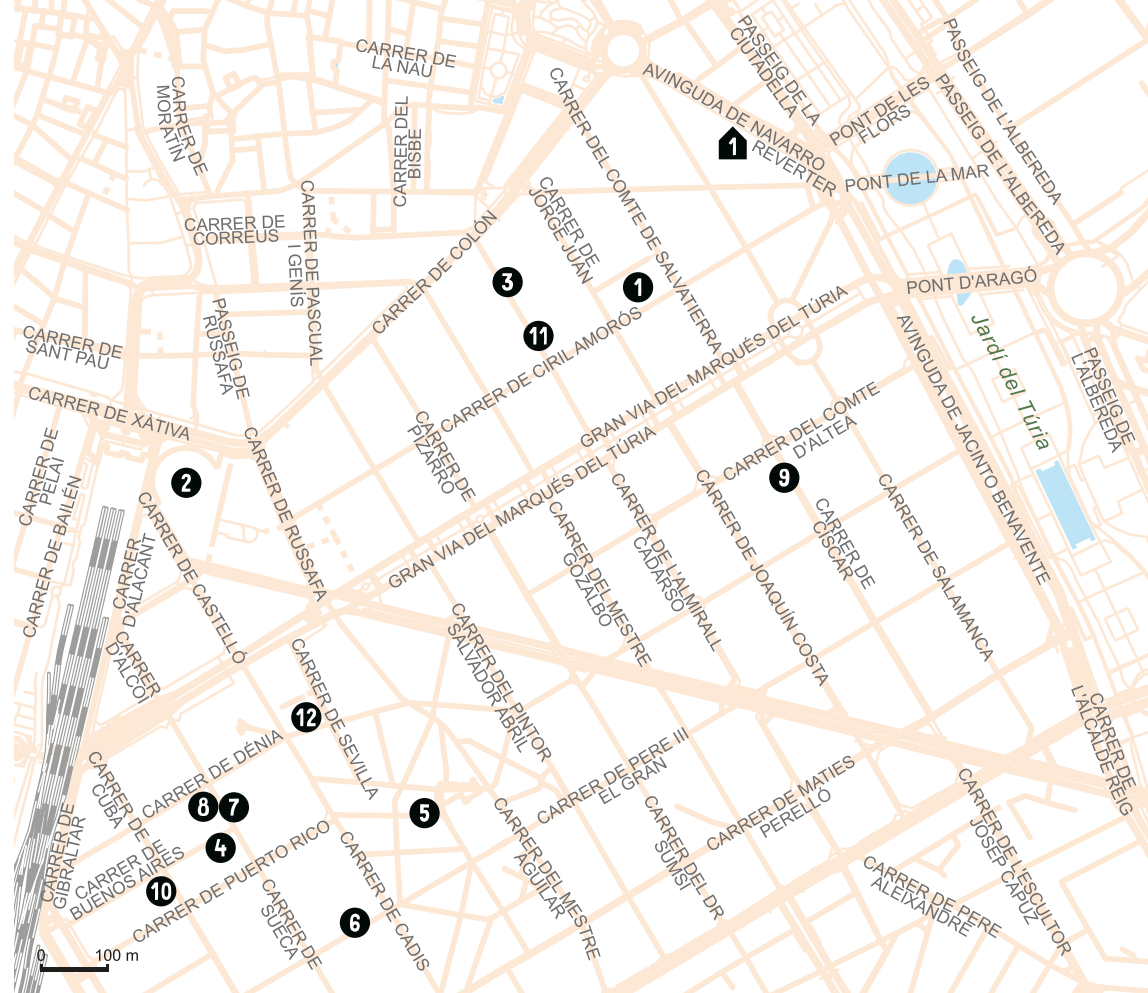 CARRER DE
LA NAU
PASSEIG DE LA
CIUTADELLA
PASSEIG DE L'ALBEREDA
PASSEIG DE L'ALBEREDA
AVINGUDA DE NAVARRO
REVERTER
PONT DE LES
FLORS
CARRER DE
MORATÍN
CARRER DEL
BISBE
CARRER DEL COMTE DE SALVATIERRA
1
PONT DE LA MAR
CARRER DE
CORREUS
CARRER DE PASCUAL
I GENÍS
CARRER DE COLÓN
CARRER DE
JORGE JUAN
3
1
11
PONT D'ARAGÓ
CARRER DE
SANT PAU
PASSEIG DE
RUSSAFA
CARRER DE CIRIL AMORÓS
GRAN VIA DEL MARQUÉS DEL TÚRIA
AVINGUDA DE JACINTO BENAVENTE
Jardí del Túria
PASSEIG DE
L'ALBEREDA
CARRER DE XÀTIVA
CARRER DE
PELAI
CARRER DE BAILÉN
2
CARRER DE RUSSAFA
CARRER DE
PIZARRO
GRAN VIA DEL MARQUÉS DEL TÚRIA
CARRER DEL COMTE
D'ALTEA
9
CARRER
D'ALACANT
CARRER DE CASTELLÓ
CARRER DEL MESTRE
GOZALBO
CARRER DE L'ALMIRALL
CADARSO
CARRER DE JOAQUÍN COSTA
CARRER DE
CISCAR
CARRER DE SALAMANCA
CARRER
D'ALCOI
CARRER DE SEVILLA
12
CARRER DEL PINTOR
SALVADOR ABRIL
CARRER DE
L'ALCALDE REIG
CARRER DE DÈNIA
CARRER DE
CUBA
8
7
5
4
CARRER DE PERE III
EL GRAN
CARRER DE MATIES
PERELLÓ
CARRER DE
GIBRALTAR
CARRER DE
BUENOS AIRES
10
CARRER DE PUERTO RICO
CARRER DE
SUECA
6
CARRER DE CADIS
CARRER DEL MESTRE
AGUILAR
CARRER DEL DR
SUMSI
CARRER DE PERE
ALEIXANDRE
CARRER DE L'ESCULTOR
JOSEP CAPUZ
0
100 m